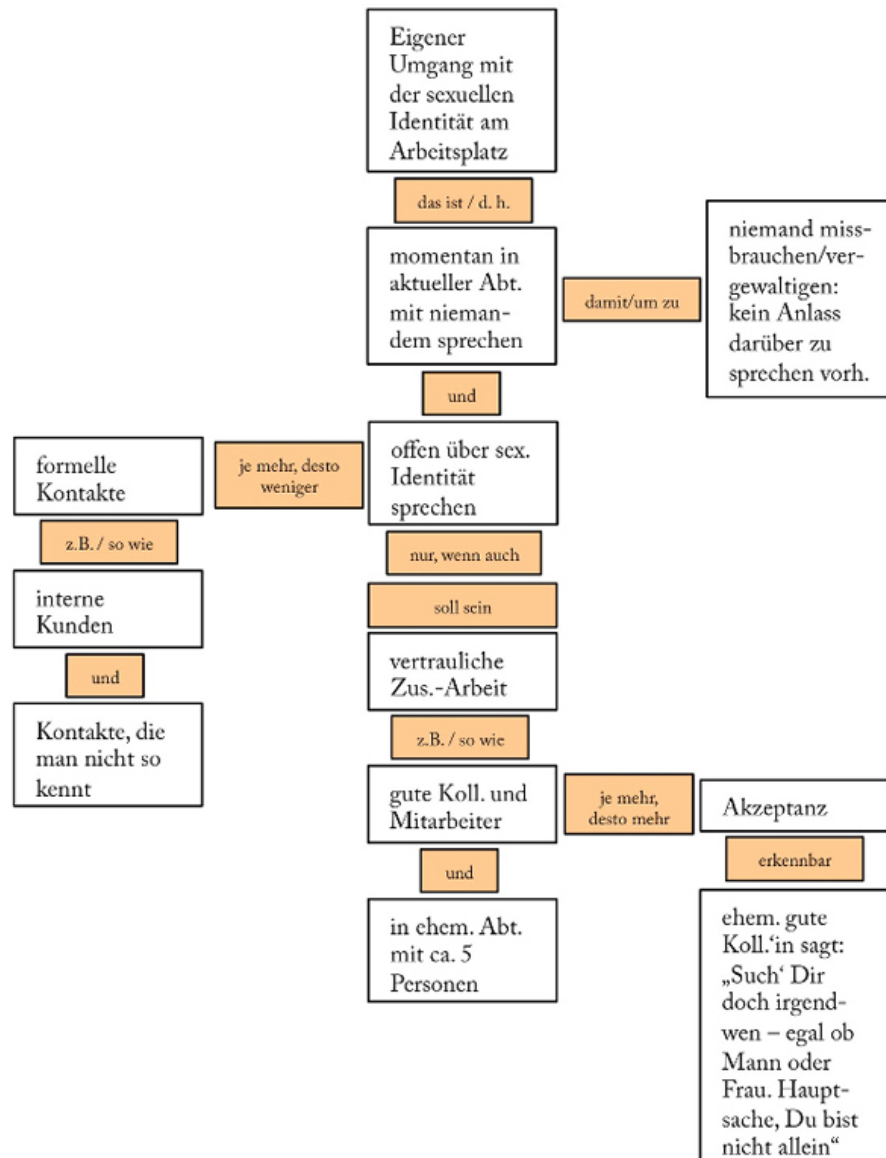 Eigener
Umgang mit
der sexuellen
Identität am
Arbeitsplatz
das ist / d. h.
momentan in
aktueller Abt.
mit nieman-
dem sprechen
damit/um zu
niemand miss-
brauchen/ver-
gewaltigen:
kein Anlass
darüber zu
sprechen vorh.
und
offen über sex.
Identität
sprechen
je mehr, desto
weniger
formelle
Kontakte
z.B. / so wie
interne
Kunden
und
Kontakte, die
man nicht so
kennt
nur, wenn auch
soll sein
vertrauliche
Zus.-Arbeit
z.B. / so wie
gute Koll. und
Mitarbeiter
je mehr,
desto mehr
Akzeptanz
erkennbar
ehem. gute
Koll.‘in sagt:
„Such‘ Dir
doch irgend-
wen – egal ob
Mann oder
Frau. Haupt-
sache, Du bist
nicht allein“
und
in ehem. Abt.
mit ca. 5
Personen